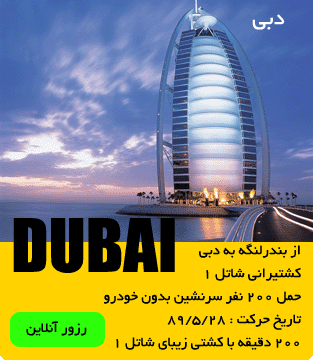 دبی
DUBAI
از بندرلنگه به دبی
کشتیرانی شاتل ۱
حمل ۲۰۰ نفر سرنشین بدون خودرو
تاریخ حرکت : ۸۹/۵/۲۸
۲۰۰ دقیقه با کشتی زیبای شاتل ۱
رزور آنلاین